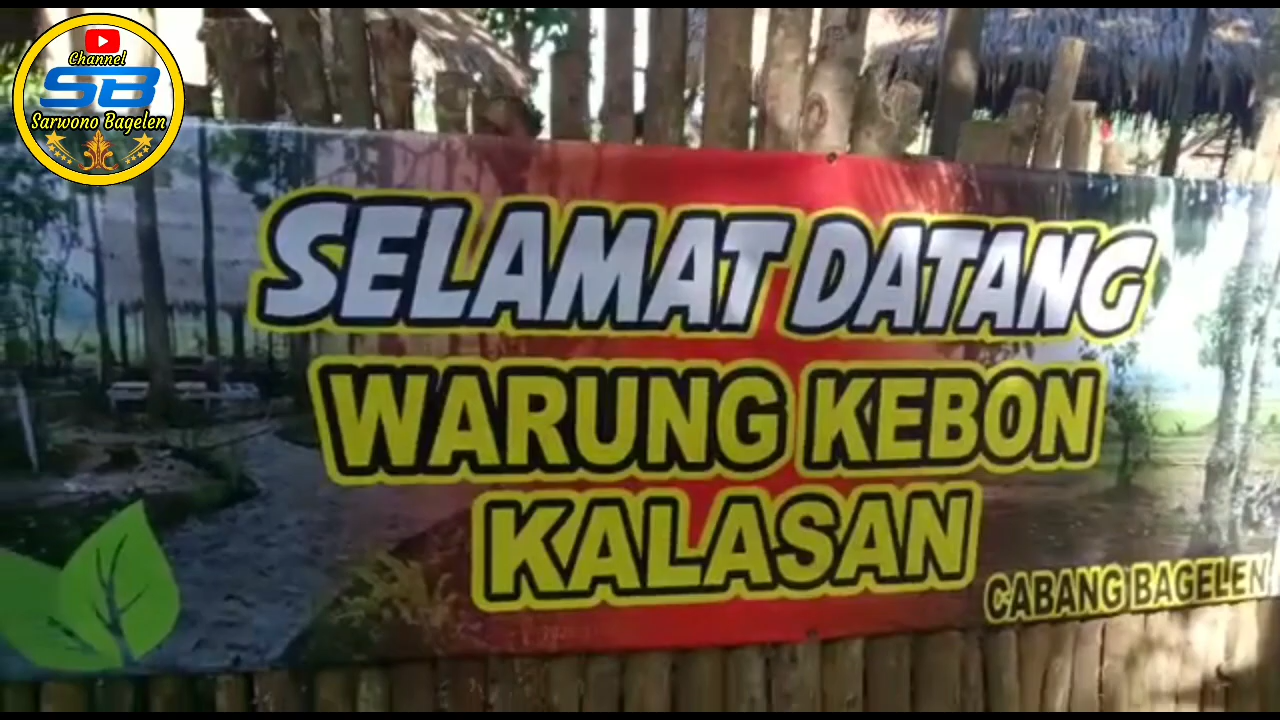 Channel
SB
Sarwono Bagelen
SELAMAT DATANG
WARUNG KEBON
KALASAN
CABANG BAGELEN